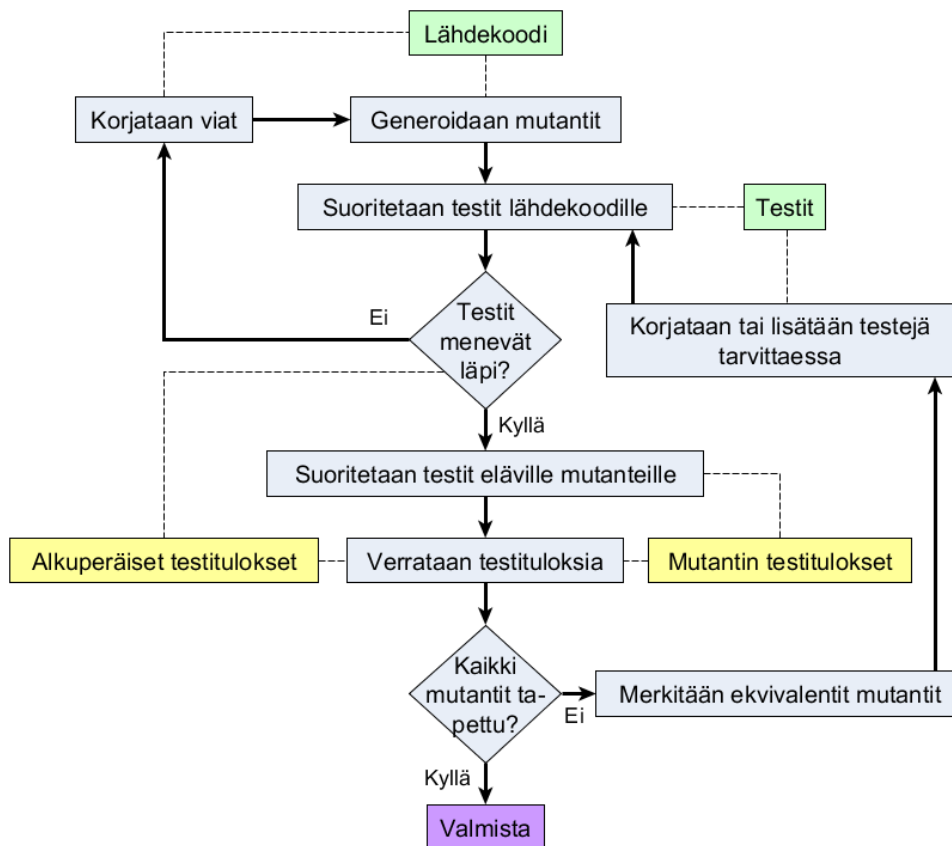 Lähdekoodi
Korjataan viat
Generoidaan mutantit
Suoritetaan testit lähdekoodille
Testit
Ei
Testit
menevät
läpi?
Korjataan tai lisätään testejä
tarvittaessa
Kyllä
Suoritetaan testit eläville mutanteille
Alkuperäiset testitulokset
Verrataan testituloksia
Mutantin testitulokset
Kaikki
mutantit ta-
pettu?
Ei
Merkitään ekvivalentit mutantit
Kyllä
Valmista